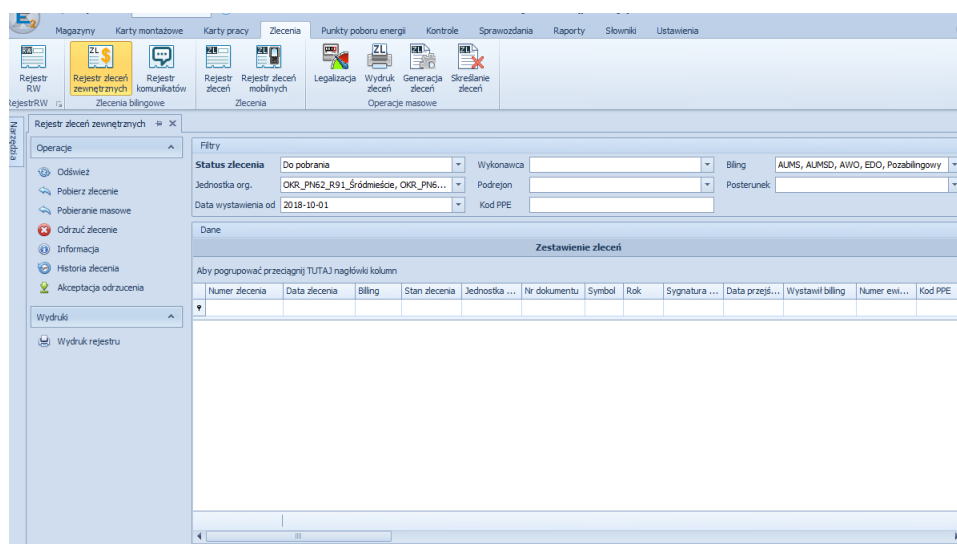 E2
Magazyny Karty montażowe Karty pracy Zlecenia Punkty poboru energii Kontrole Sprawozdania Raporty Słowniki Ustawienia
Rejestr RW
Rejestr zleceń zewnętrznych
Rejestr komunikatów
Rejestr zleceń
Rejestr zleceń mobilnych
Legalizacja
Wydruk zleceń
Generacja zleceń
Skreślanie zleceń
RejestrRW Zlecenia bilingowe Zlecenia Operacje masowe
Narzędzia
Rejestr zleceń zewnętrznych
Operacje
Odśwież
Pobierz zlecenie
Pobieranie masowe
Odrzuć zlecenie
Informacja
Historia zlecenia
Akceptacja odrzucenia
Wydruki
Wydruk rejestru
Filtry
Status zlecenia Do pobrania Wykonawca Biling AUMS, AUMSD, AWO, EDO, Pozabilingowy
Jednostka org. OKR_PN62_R91_Śródmieście, OKR_PN6... Podrejon Posterunek
Data wystawienia od 2018-10-01 Kod PPE
Dane
Zestawienie zleceń
Aby pogrupować przeciągnij TUTAJ nagłówki kolumn
Numer zlecenia Data zlecenia Billing Stan zlecenia Jednostka ... Nr dokumentu Symbol Rok Sygnatura ... Data przejś... Wystawił billing Numer ewi... Kod PPE